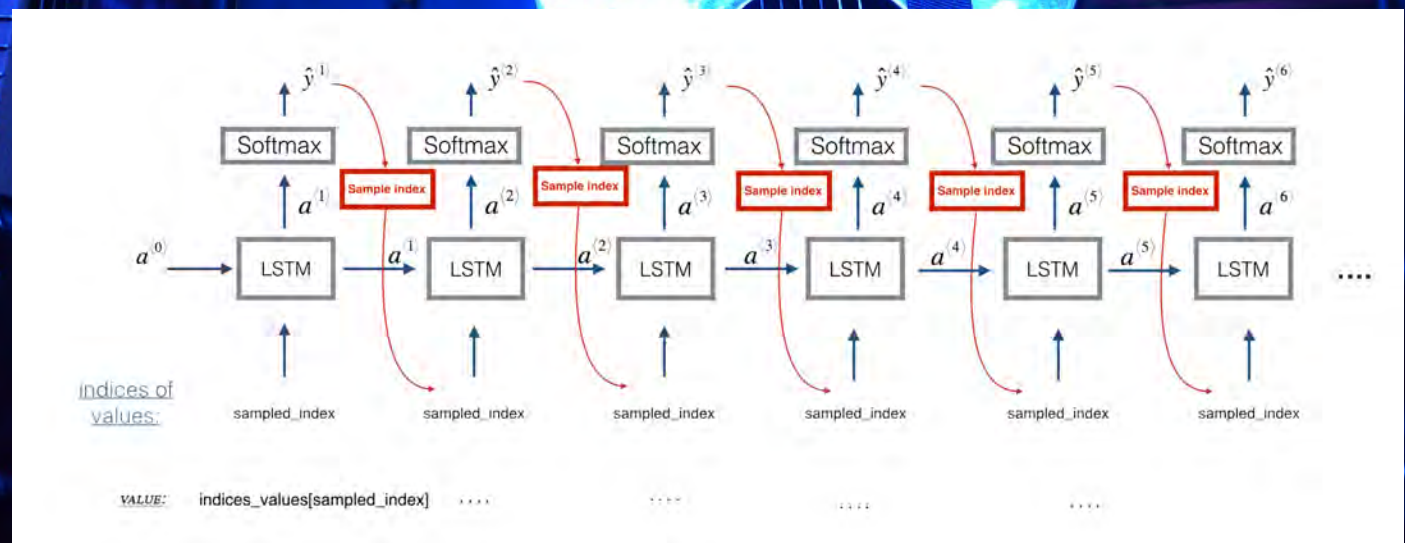 ŷ⟨1⟩ ŷ⟨2⟩ ŷ⟨3⟩ ŷ⟨4⟩ ŷ⟨5⟩ ŷ⟨6⟩
Softmax Softmax Softmax Softmax Softmax Softmax
Sample index Sample index Sample index Sample index Sample index
a⟨1⟩ a⟨2⟩ a⟨3⟩ a⟨4⟩ a⟨5⟩ a⟨6⟩
a⟨0⟩ a⟨1⟩ a⟨2⟩ a⟨3⟩ a⟨4⟩ a⟨5⟩
LSTM LSTM LSTM LSTM LSTM LSTM ....
indices of
values:
sampled_index sampled_index sampled_index sampled_index sampled_index sampled_index
VALUE: indices_values[sampled_index] .... .... .... ....